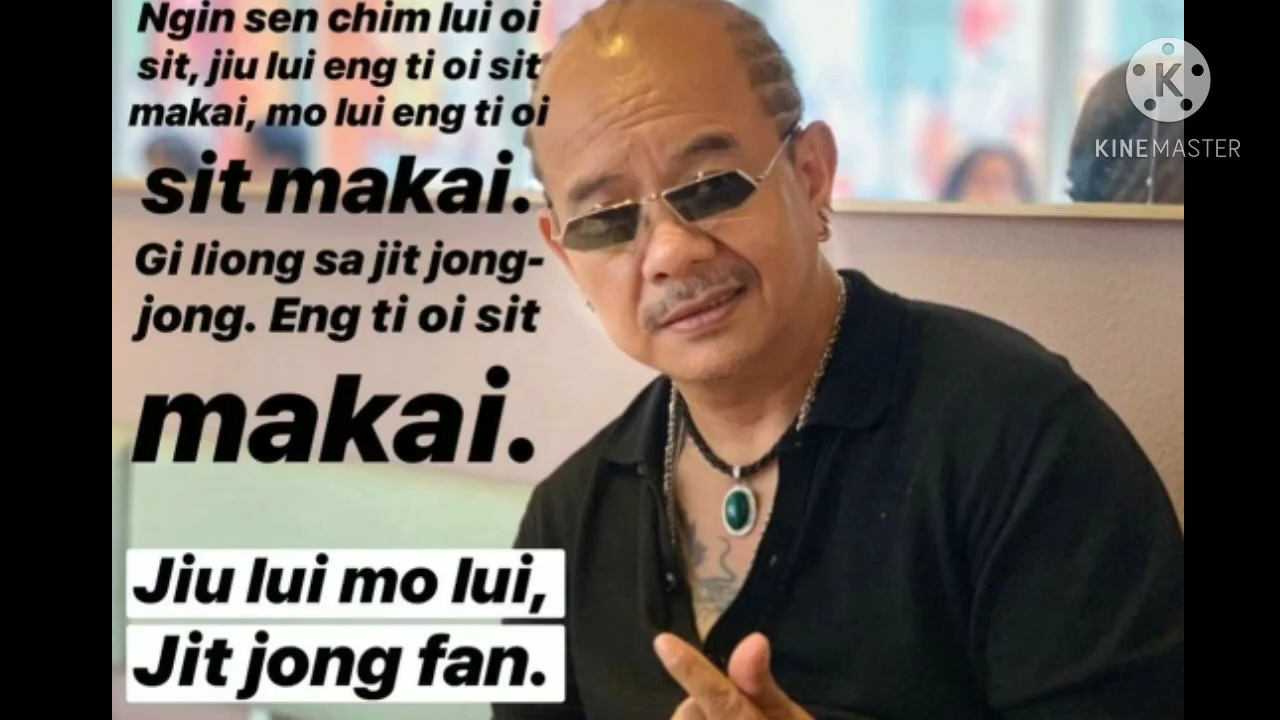 Ngin sen chim lui oi
sit, jiu lui eng ti oi sit
makai, mo lui eng ti oi
sit makai.
Gi liong sa jit jong-
jong. Eng ti oi sit
makai.
Jiu lui mo lui,
Jit jong fan.
K
KINEMASTER